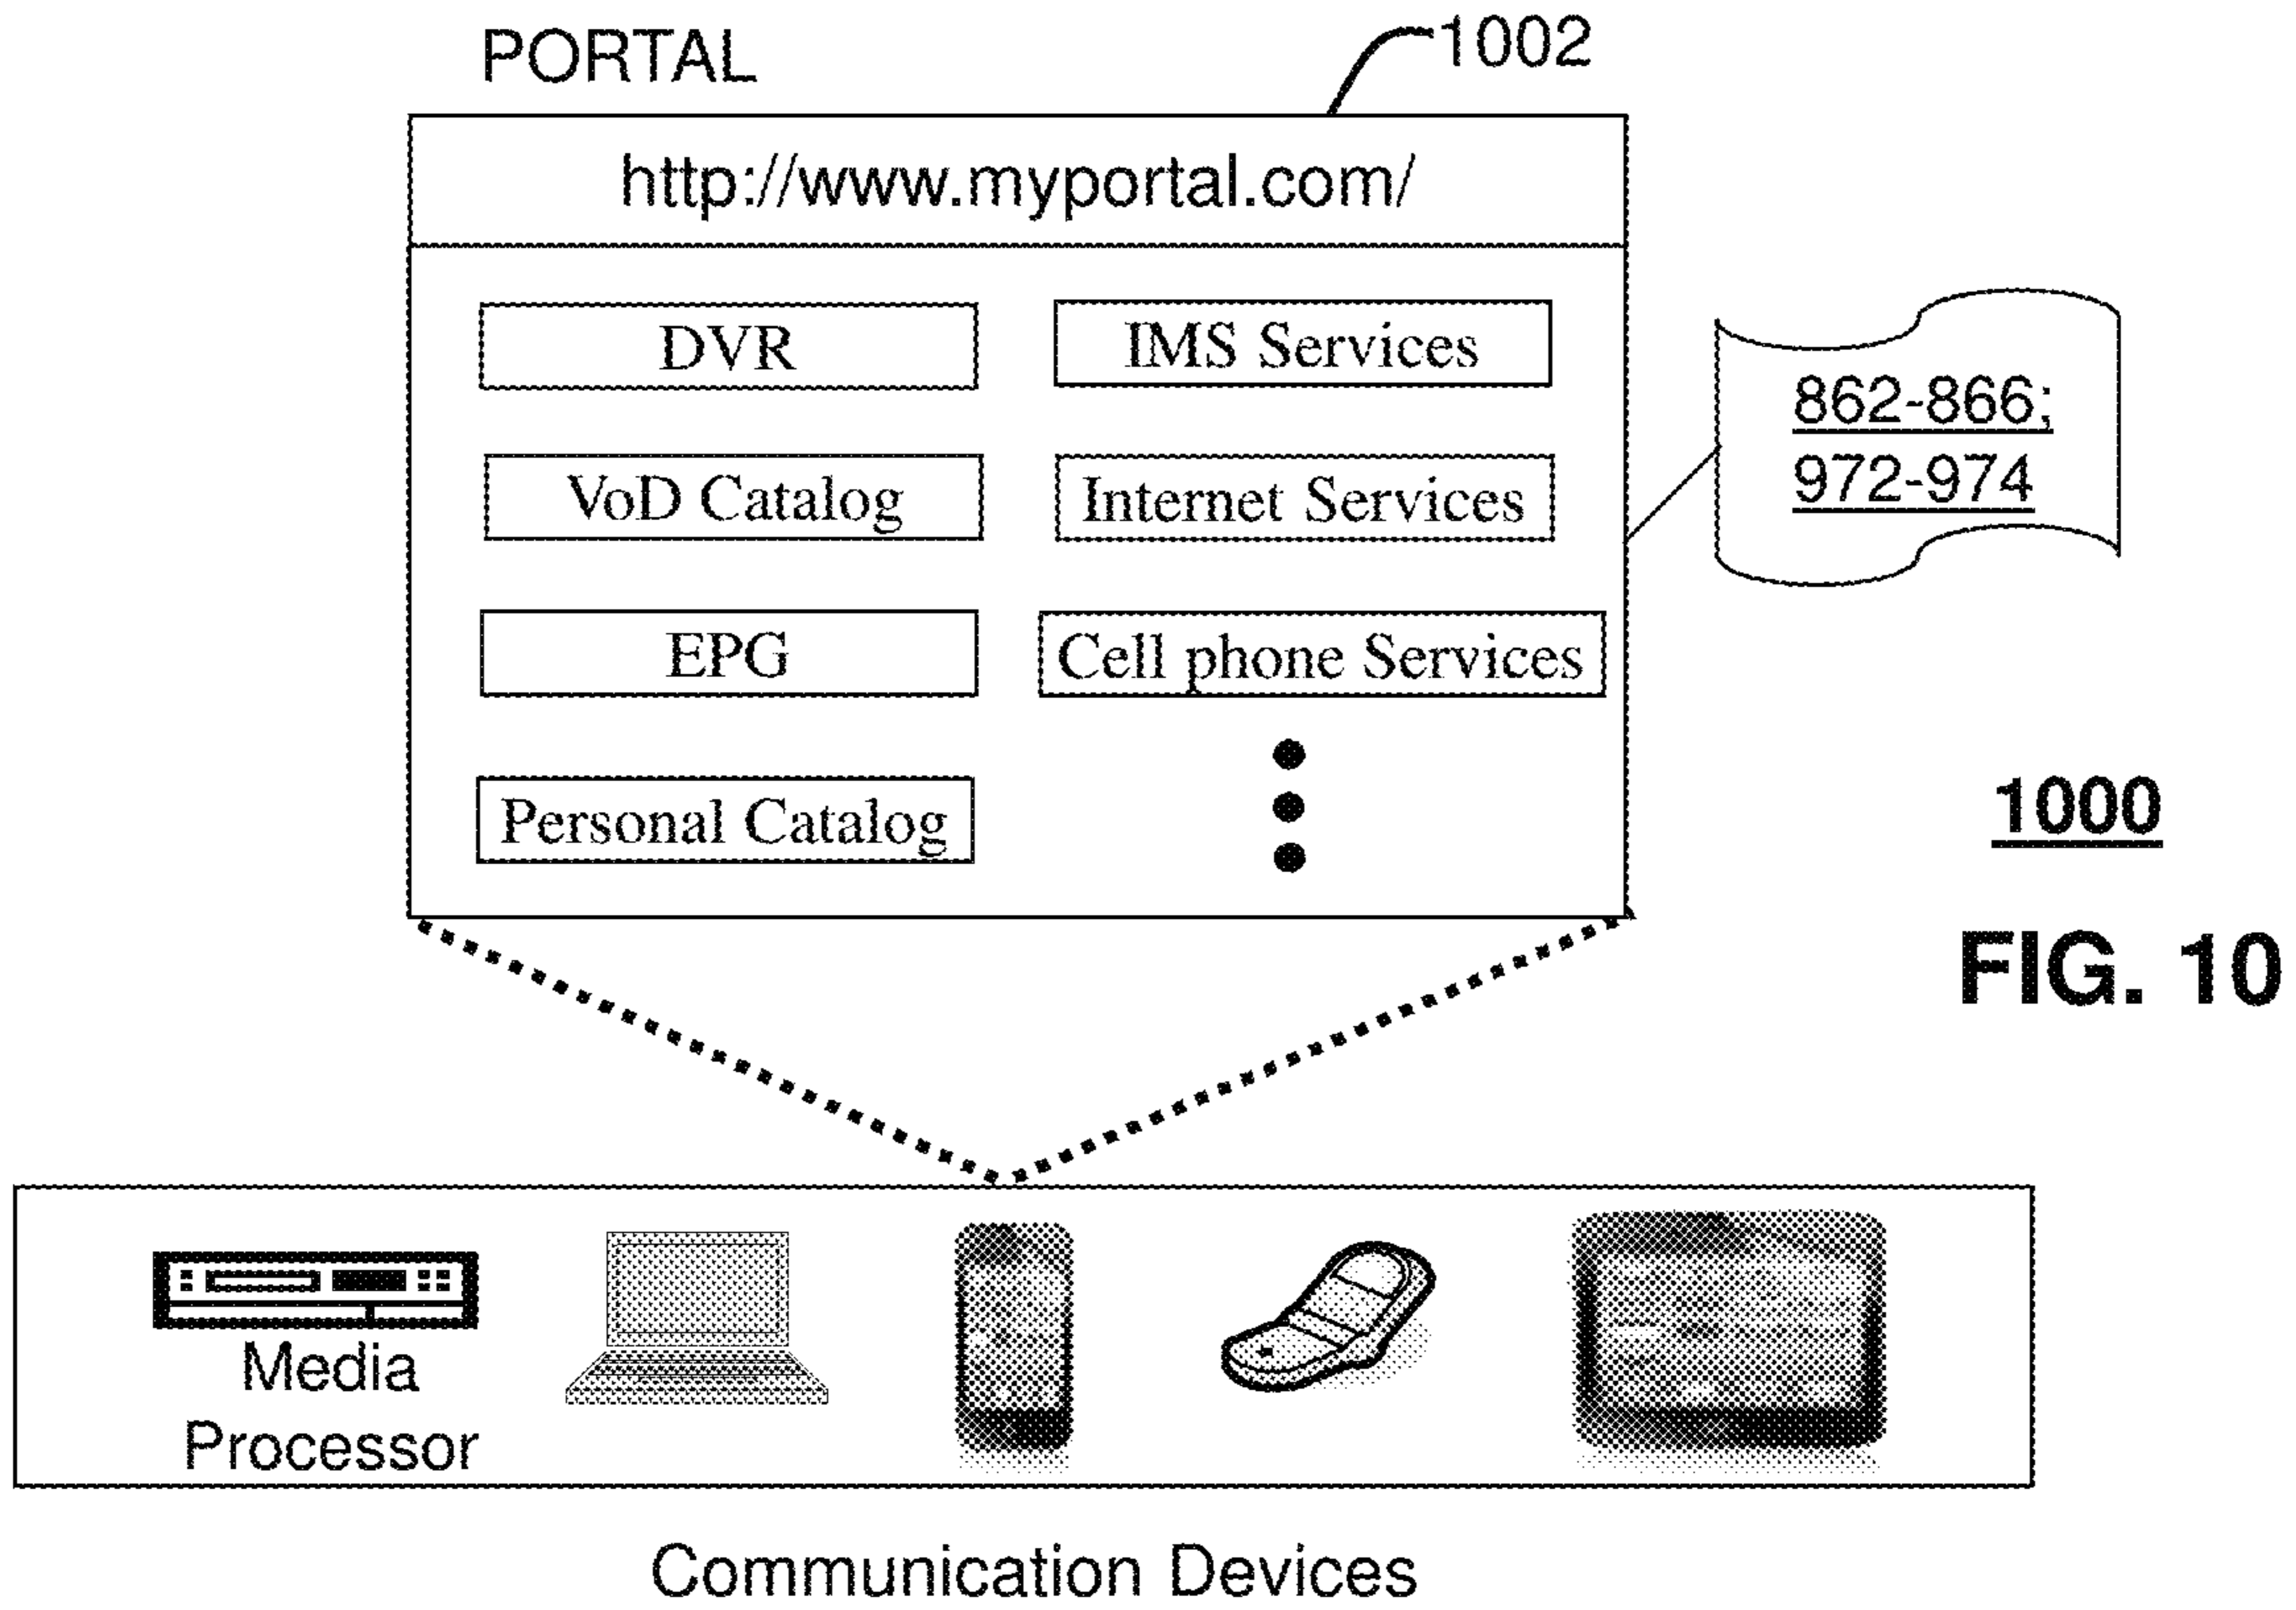 PORTAL
1002
http://www.myportal.com/
DVR
IMS Services
VoD Catalog
Internet Services
EPG
Cell phone Services
Personal Catalog
862-866;
972-974
1000
FIG. 10
Media
Processor
Communication Devices